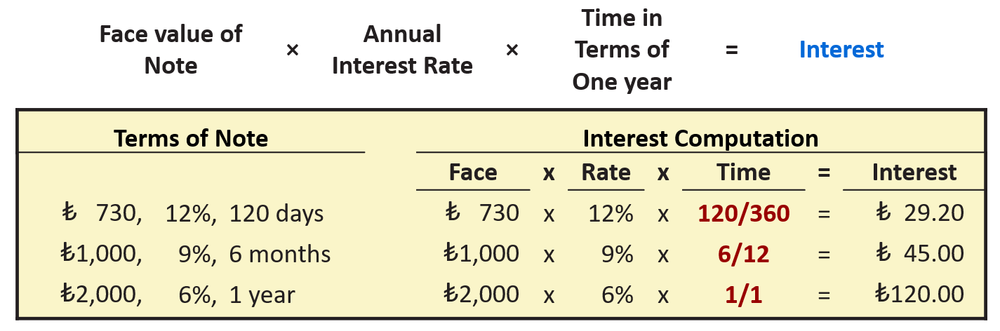 Face value of
Note
×
Annual
Interest Rate
×
Time in
Terms of
One year
=
Interest
Terms of Note
Interest Computation
Face x Rate x Time = Interest
₺ 730, 12%, 120 days ₺ 730 x 12% x 120/360 = ₺ 29.20
₺1,000, 9%, 6 months ₺1,000 x 9% x 6/12 = ₺ 45.00
₺2,000, 6%, 1 year ₺2,000 x 6% x 1/1 = ₺120.00